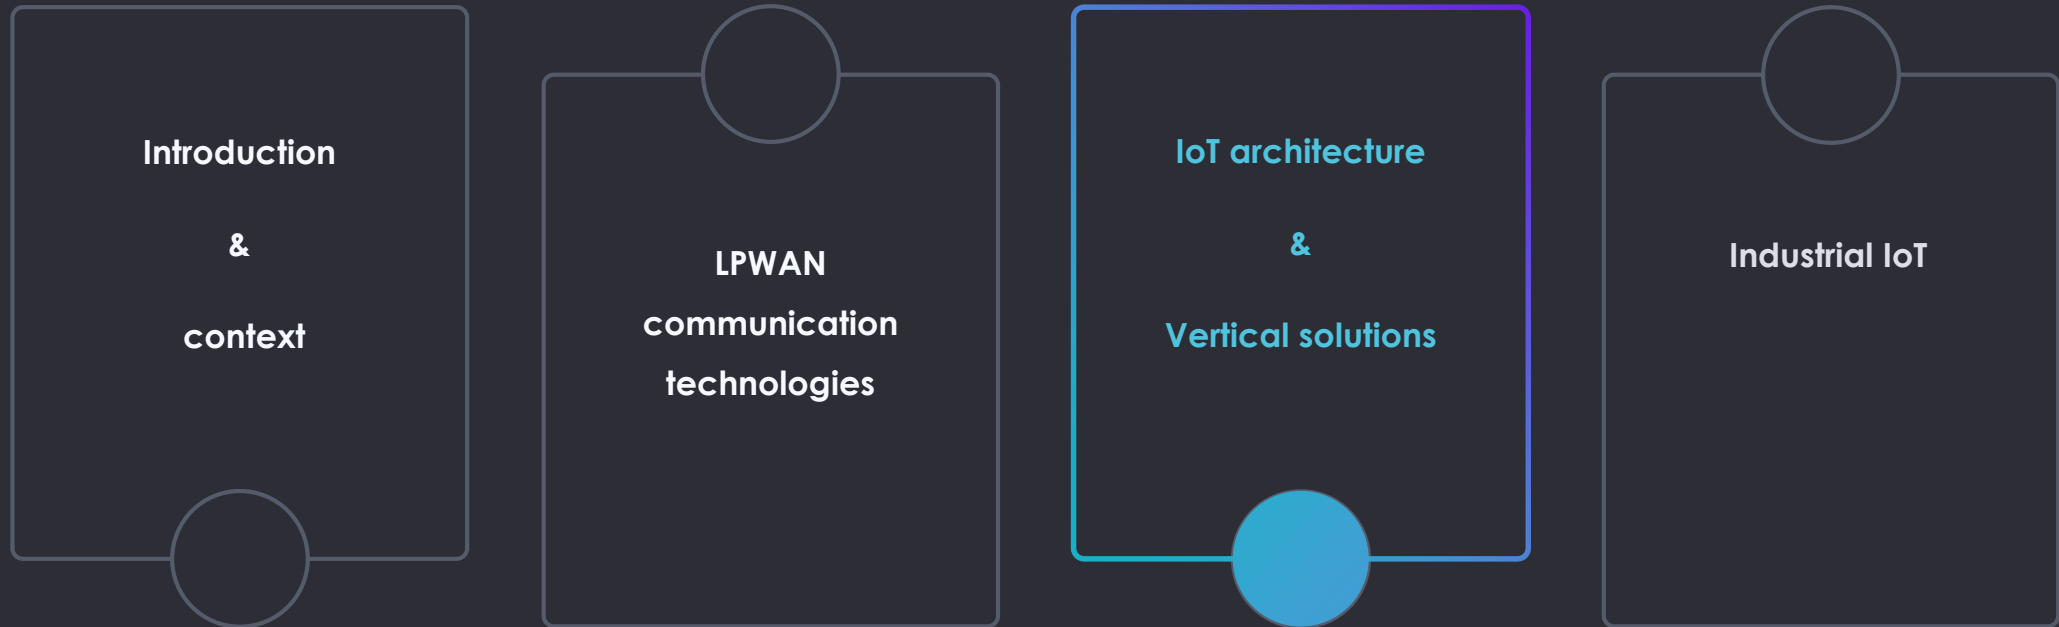 Introduction
&
context
LPWAN
communication
technologies
IoT architecture
&
Vertical solutions
Industrial IoT